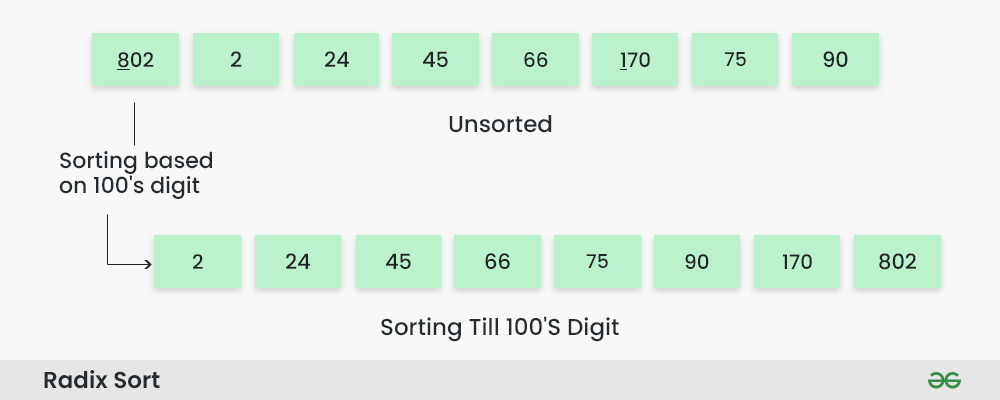 802 2 24 45 66 170 75 90
Unsorted
Sorting based
on 100's digit
2 24 45 66 75 90 170 802
Sorting Till 100'S Digit
Radix Sort